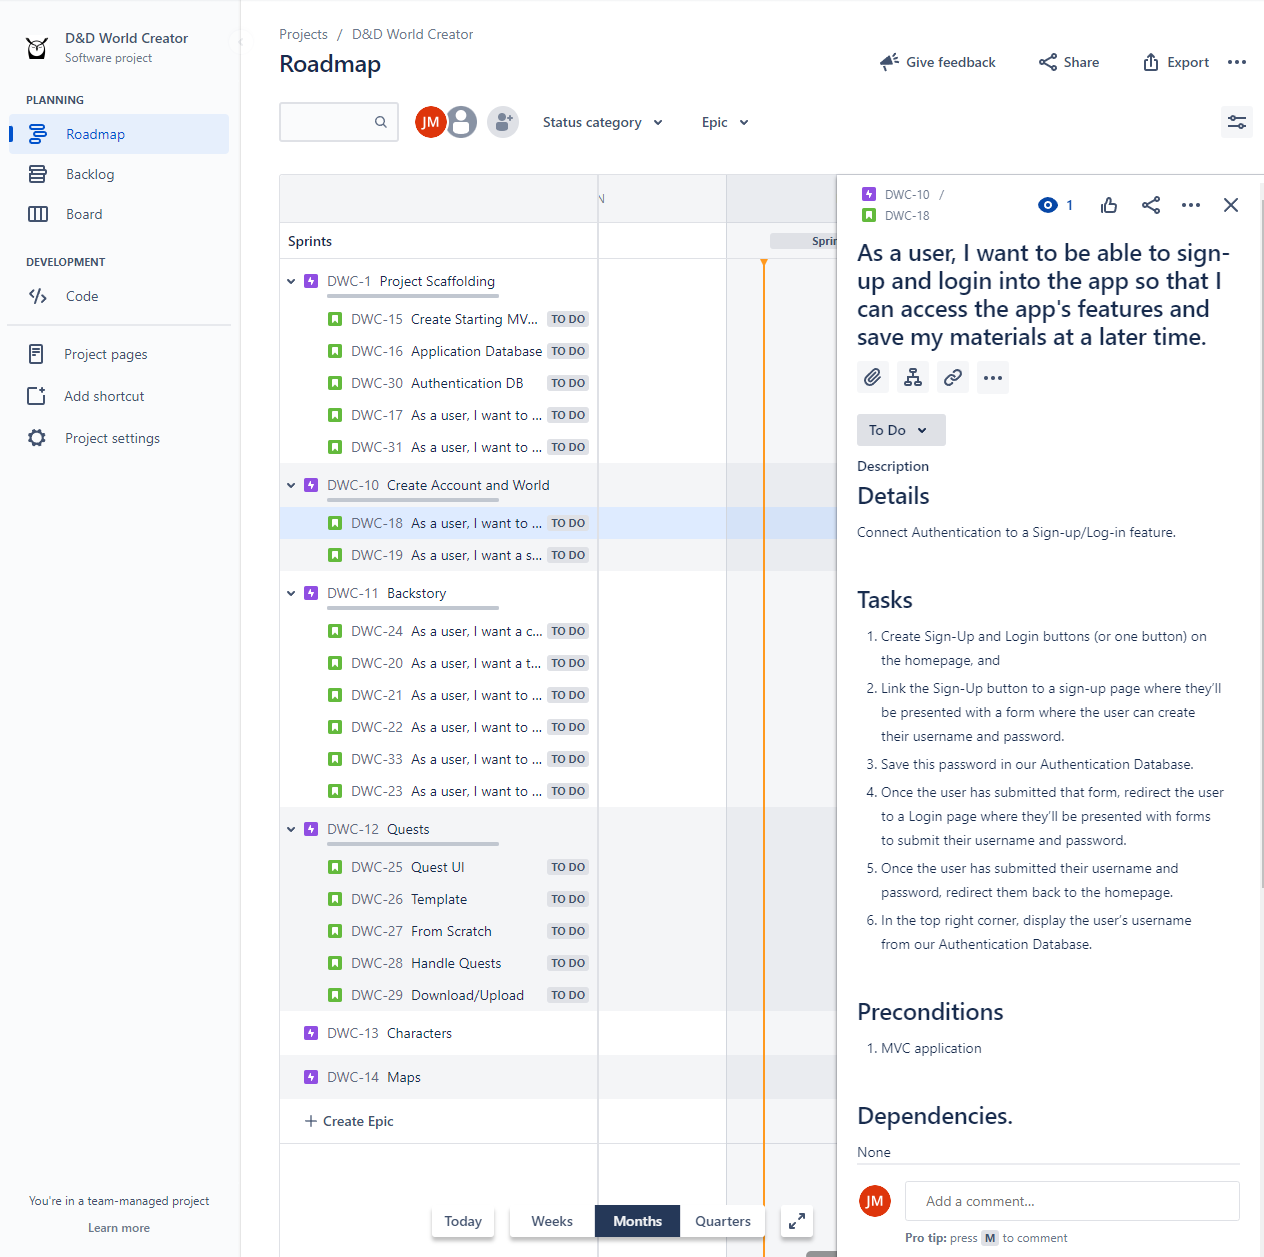 D&D World Creator
Software project
PLANNING
Roadmap
Backlog
Board
DEVELOPMENT
Code
Project pages
Add shortcut
Project settings
You're in a team-managed project
Learn more
Projects / D&D World Creator
Roadmap
Give feedback
Share
Export
JM
Status category
Epic
Sprints
DWC-1 Project Scaffolding
DWC-15 Create Starting MV... TO DO
DWC-16 Application Database TO DO
DWC-30 Authentication DB TO DO
DWC-17 As a user, I want to ... TO DO
DWC-31 As a user, I want to ... TO DO
DWC-10 Create Account and World
DWC-18 As a user, I want to ... TO DO
DWC-19 As a user, I want a s... TO DO
DWC-11 Backstory
DWC-24 As a user, I want a c... TO DO
DWC-20 As a user, I want a t... TO DO
DWC-21 As a user, I want to ... TO DO
DWC-22 As a user, I want to ... TO DO
DWC-33 As a user, I want to ... TO DO
DWC-23 As a user, I want to ... TO DO
DWC-12 Quests
DWC-25 Quest UI TO DO
DWC-26 Template TO DO
DWC-27 From Scratch TO DO
DWC-28 Handle Quests TO DO
DWC-29 Download/Upload TO DO
DWC-13 Characters
DWC-14 Maps
+ Create Epic
Today
Weeks
Months
Quarters
DWC-10 /
DWC-18
1
As a user, I want to be able to sign-
up and login into the app so that I
can access the app's features and
save my materials at a later time.
To Do
Description
Details
Connect Authentication to a Sign-up/Log-in feature.
Tasks
1. Create Sign-Up and Login buttons (or one button) on
the homepage, and
2. Link the Sign-Up button to a sign-up page where they'll
be presented with a form where the user can create
their username and password.
3. Save this password in our Authentication Database.
4. Once the user has submitted that form, redirect the user
to a Login page where they'll be presented with forms
to submit their username and password.
5. Once the user has submitted their username and
password, redirect them back to the homepage.
6. In the top right corner, display the user's username
from our Authentication Database.
Preconditions
1. MVC application
Dependencies.
None
JM
Add a comment...
Pro tip: press M to comment